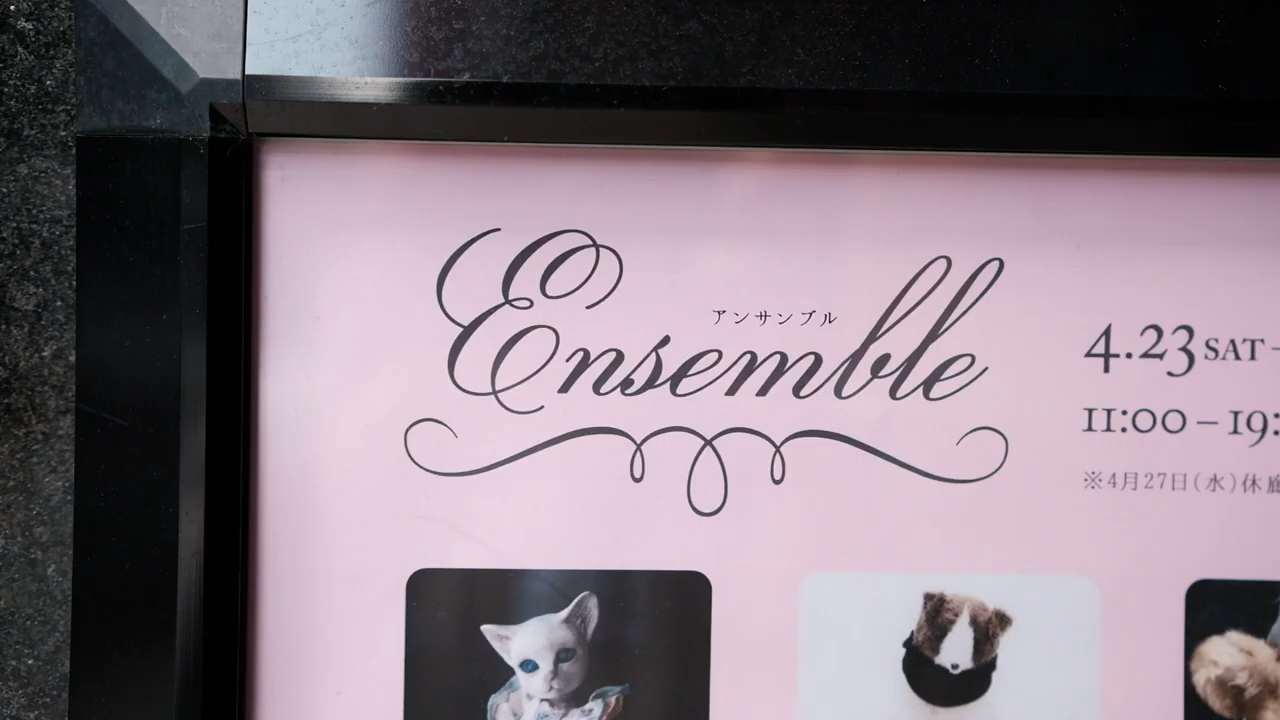 アンサンブル
Ensemble
4.23 SAT -
11:00 – 19:
※4月27日(水)休廊